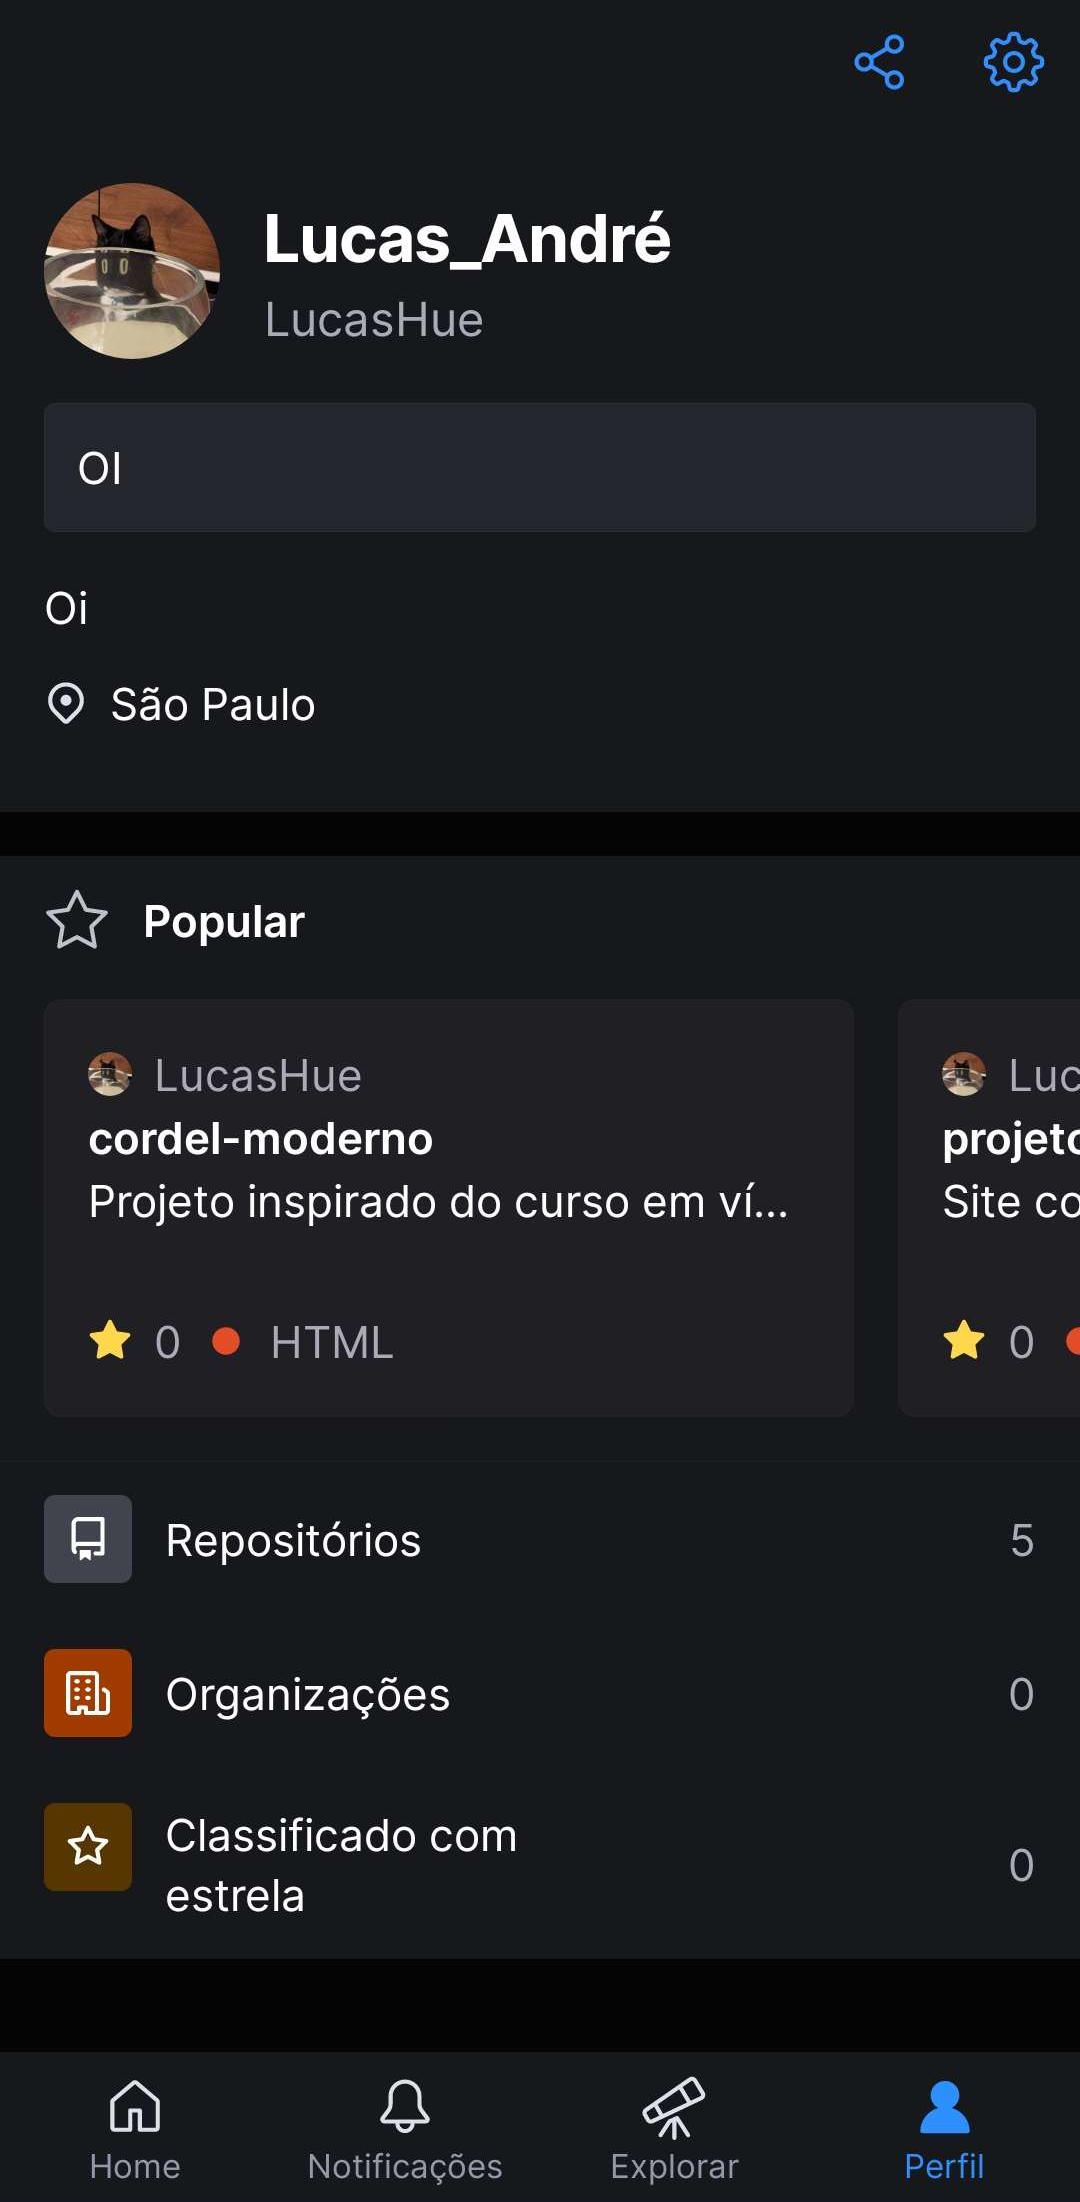 Lucas_André
LucasHue
OI
Oi
São Paulo
Popular
LucasHue
cordel-moderno
Projeto inspirado do curso em ví...
0 HTML
Luc
projeto
Site co
0
Repositórios 5
Organizações 0
Classificado com
estrela
0
Home Notificações Explorar Perfil